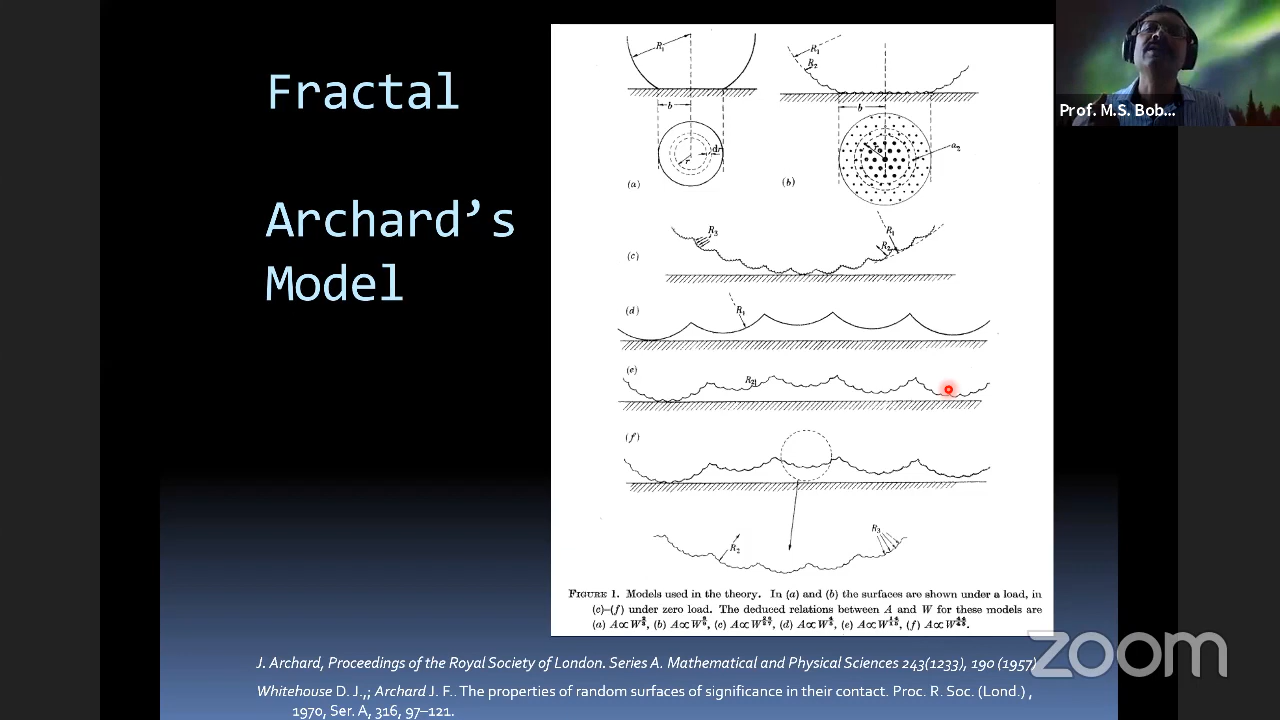 Fractal
Archard's
Model
Prof. M.S. Bob...
R₁
b
r
dr
(a)
R₁
R₂
b
a₂
(b)
R₃
R₁
R₂
(c)
(d)
R₁
(e)
R₂
(f)
R₂
R₃
FIGURE 1. Models used in the theory. In (a) and (b) the surfaces are shown under a load, in
(c)–(f) under zero load. The deduced relations between A and W for these models are
(a) A∝W, (b) A∝W, (c) A∝W, (d) A∝W, (e) A∝W, (f) A∝W.
zoom
J. Archard, Proceedings of the Royal Society of London. Series A. Mathematical and Physical Sciences 243(1233), 190 (1957)
Whitehouse D. J.,; Archard J. F.. The properties of random surfaces of significance in their contact. Proc. R. Soc. (Lond.) ,
1970, Ser. A, 316, 97–121.